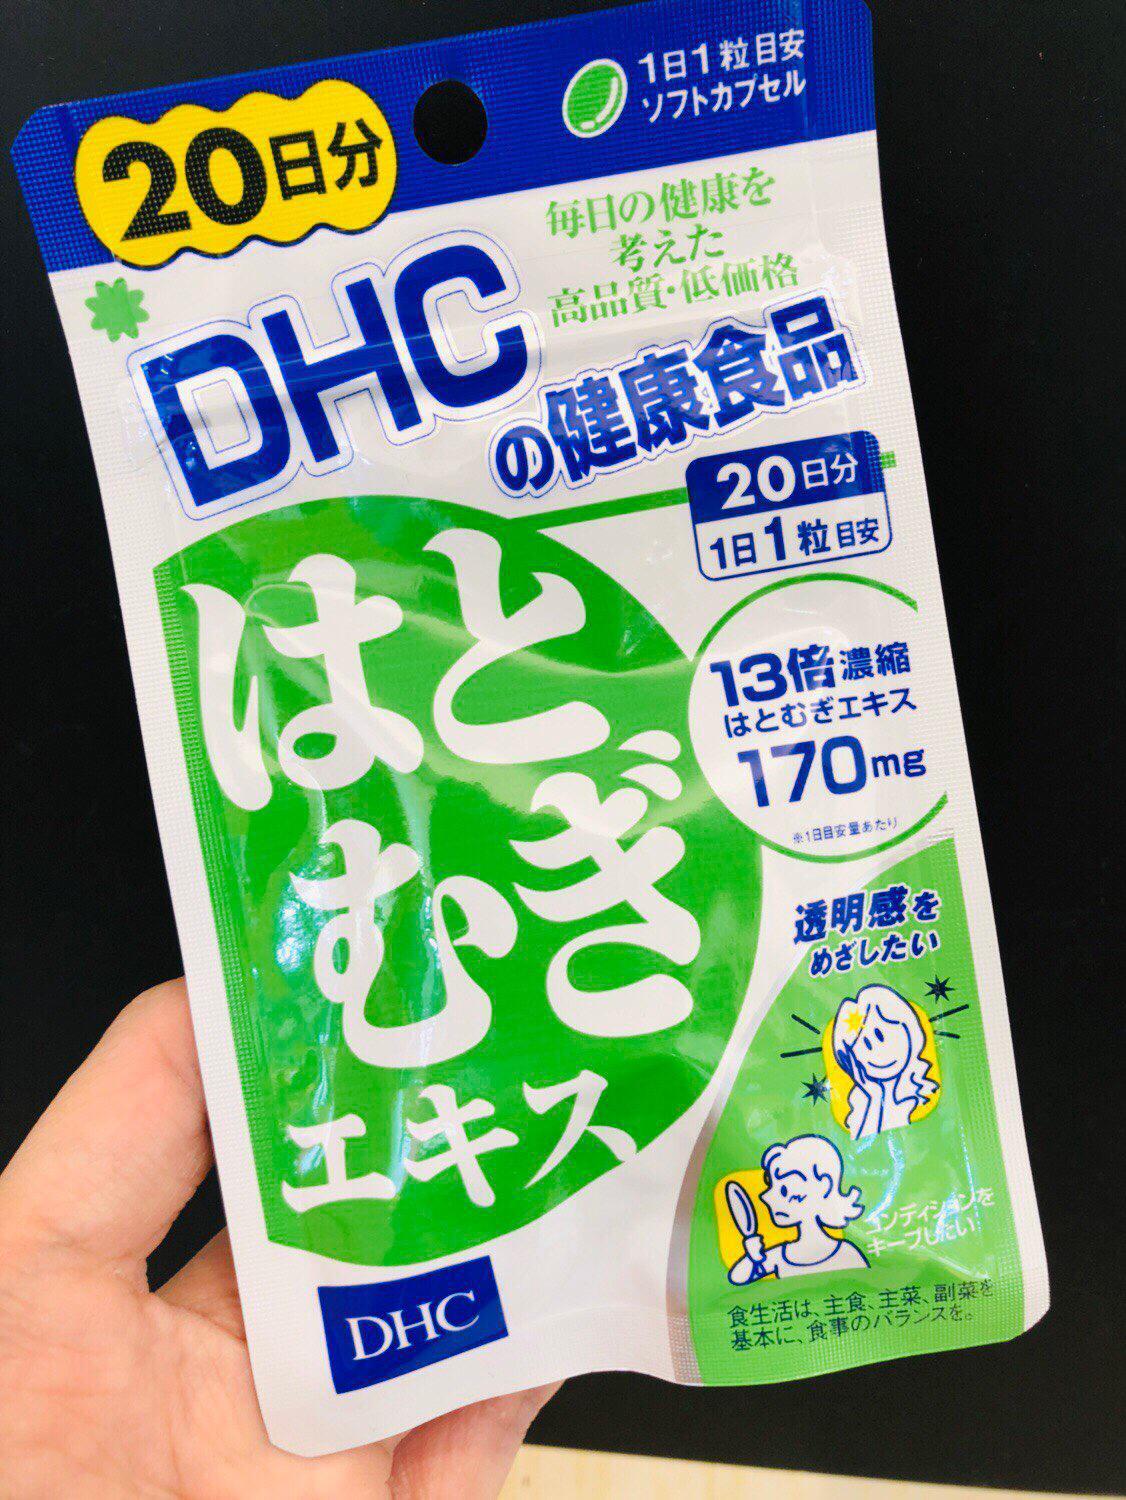 20日分
1日1粒目安
ソフトカプセル
毎日の健康を
考えた
高品質・低価格
DHC
の健康食品
20日分
1日1粒目安
はと
むぎ
エキス
13倍濃縮
はとむぎエキス
170mg
※1日目安量あたり
透明感を
めざしたい
コンディションを
キープしたい!
食生活は、主食、主菜、副菜を
基本に、食事のバランスを。
DHC